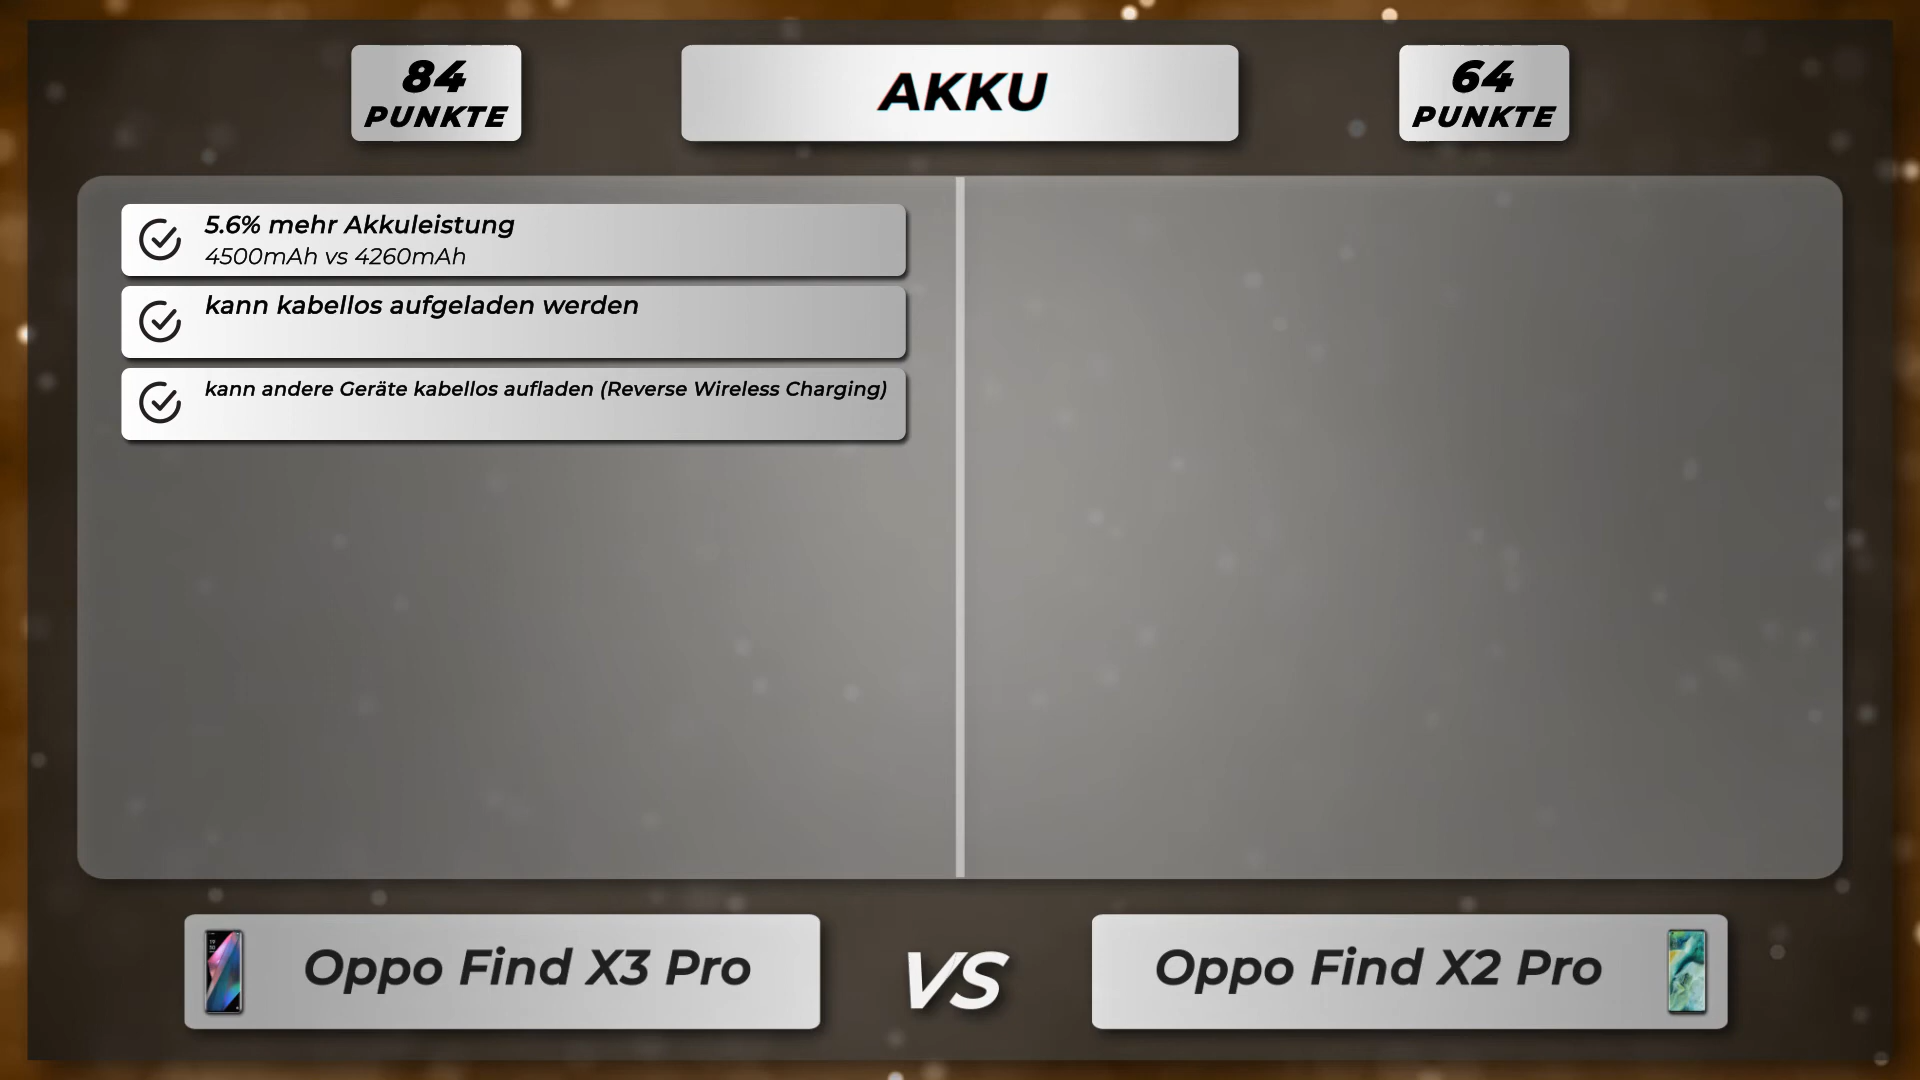 84
PUNKTE
AKKU
64
PUNKTE
5.6% mehr Akkuleistung
4500mAh vs 4260mAh
kann kabellos aufgeladen werden
kann andere Geräte kabellos aufladen (Reverse Wireless Charging)
Oppo Find X3 Pro
VS
Oppo Find X2 Pro